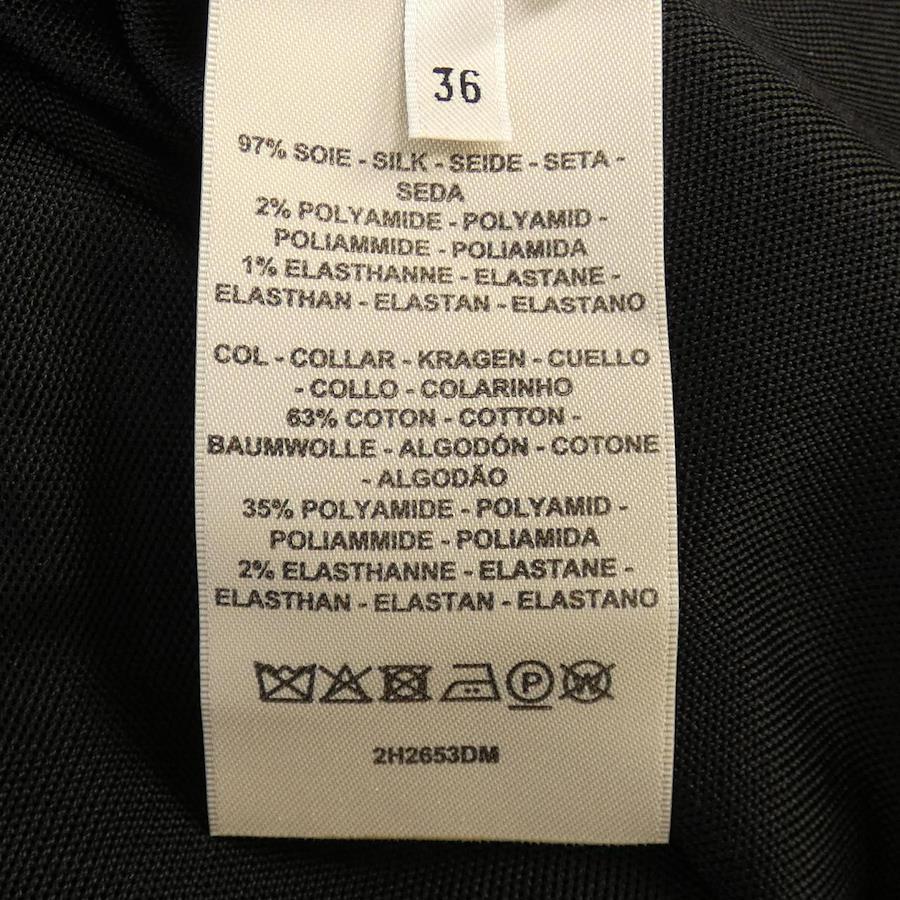 36
97% SOIE - SILK - SEIDE - SETA -
SEDA
2% POLYAMIDE - POLYAMID -
POLIAMMIDE - POLIAMIDA
1% ELASTHANNE - ELASTANE -
ELASTHAN - ELASTAN - ELASTANO
COL - COLLAR - KRAGEN - CUELLO
- COLLO - COLARINHO
63% COTON - COTTON -
BAUMWOLLE - ALGODÓN - COTONE
- ALGODÃO
35% POLYAMIDE - POLYAMID -
POLIAMMIDE - POLIAMIDA
2% ELASTHANNE - ELASTANE -
ELASTHAN - ELASTAN - ELASTANO
P W
2H2653DM